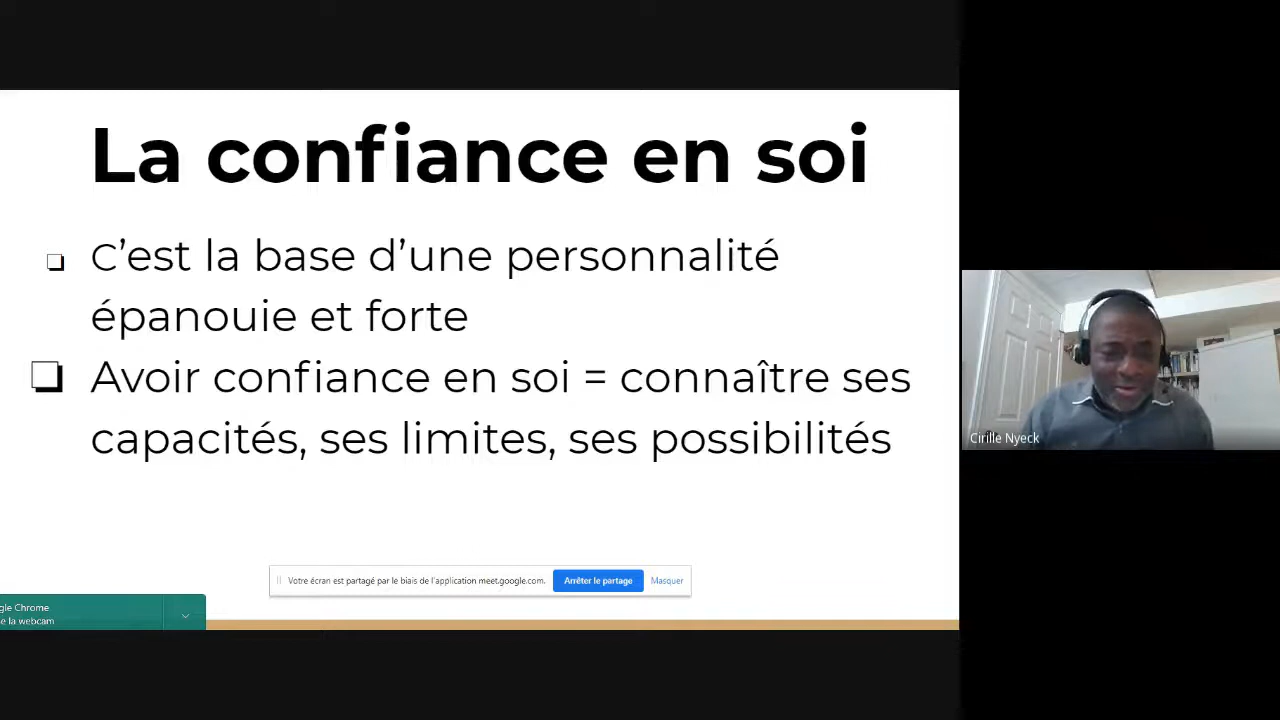 La confiance en soi
C’est la base d’une personnalité
épanouie et forte
Avoir confiance en soi = connaître ses
capacités, ses limites, ses possibilités
Cirille Nyeck
Votre écran est partagé par le biais de l'application meet.google.com. Arrêter le partage Masquer
gle Chrome
e la webcam